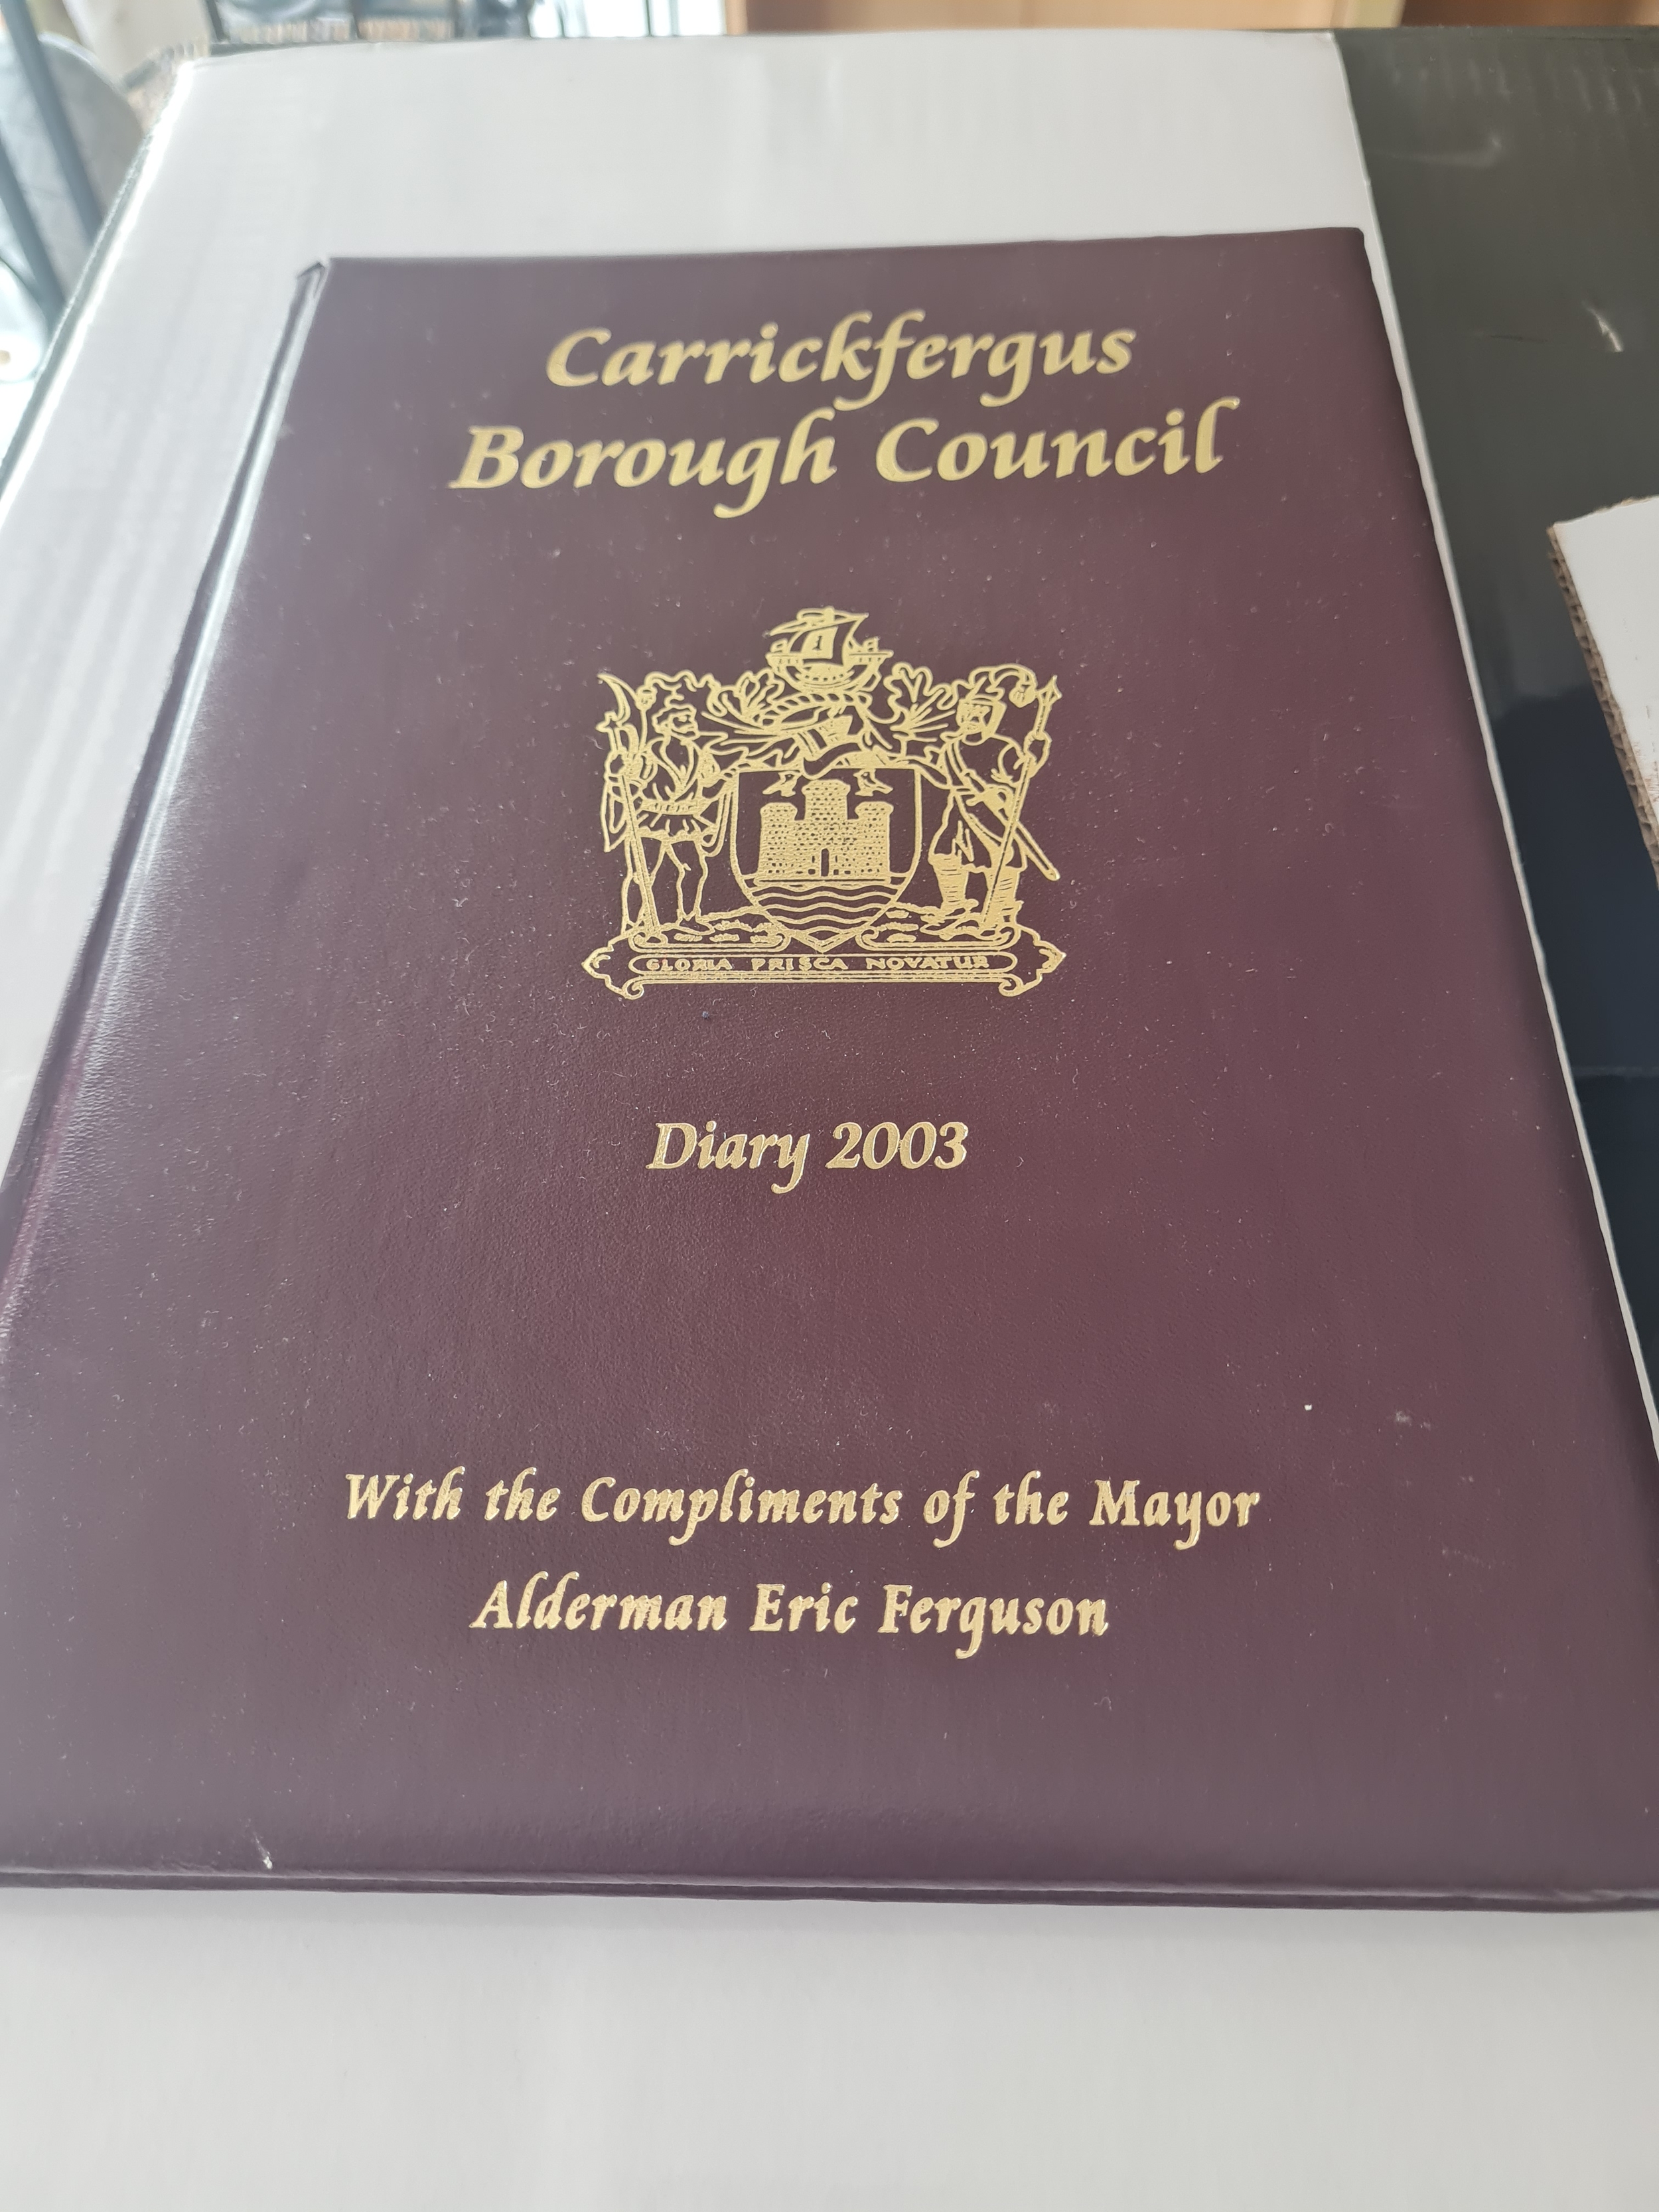 Carrickfergus
Borough Council
GLORIA PRISCA NOVATUR
Diary 2003
With the Compliments of the Mayor
Alderman Eric Ferguson